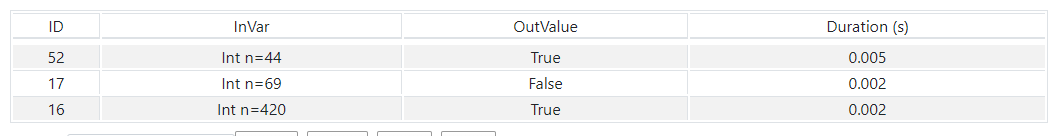 ID InVar OutValue Duration (s)
52 Int n=44 True 0.005
17 Int n=69 False 0.002
16 Int n=420 True 0.002